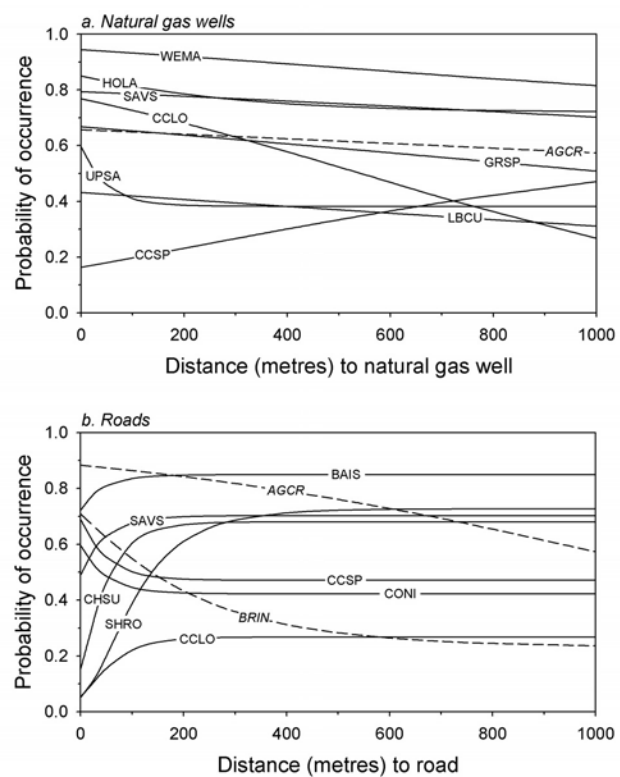 a. Natural gas wells
1.0
0.8
0.6
0.4
0.2
0.0
Probability of occurrence
WEMA
HOLA
SAVS
CCLO
AGCR
GRSP
UPSA
LBCU
CCSP
0 200 400 600 800 1000
Distance (metres) to natural gas well
b. Roads
1.0
0.8
0.6
0.4
0.2
0.0
Probability of occurrence
BAIS
AGCR
SAVS
CCSP
CHSU
CONI
SHRO
BRIN
CCLO
0 200 400 600 800 1000
Distance (metres) to road